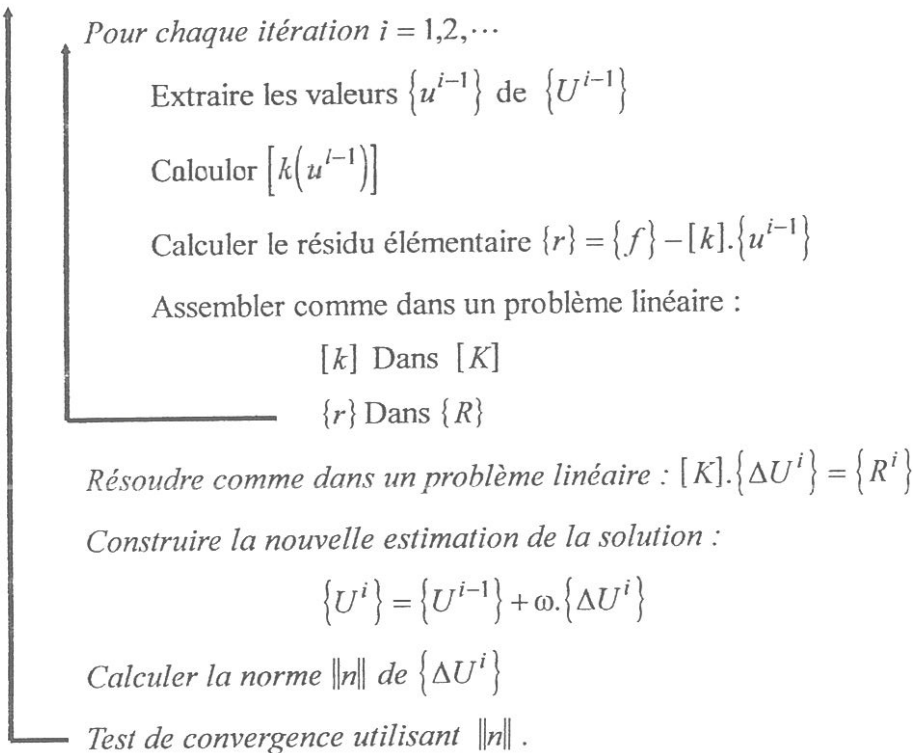 Pour chaque itération i = 1,2,⋯
Extraire les valeurs {u^{i−1}} de {U^{i−1}}
Calculer [k(u^{i−1})]
Calculer le résidu élémentaire {r} = {f} − [k].{u^{i−1}}
Assembler comme dans un problème linéaire :
[k] Dans [K]
{r} Dans {R}
Résoudre comme dans un problème linéaire : [K].{ΔU^i} = {R^i}
Construire la nouvelle estimation de la solution :
{U^i} = {U^{i−1}} + ω.{ΔU^i}
Calculer la norme ‖n‖ de {ΔU^i}
Test de convergence utilisant ‖n‖ .